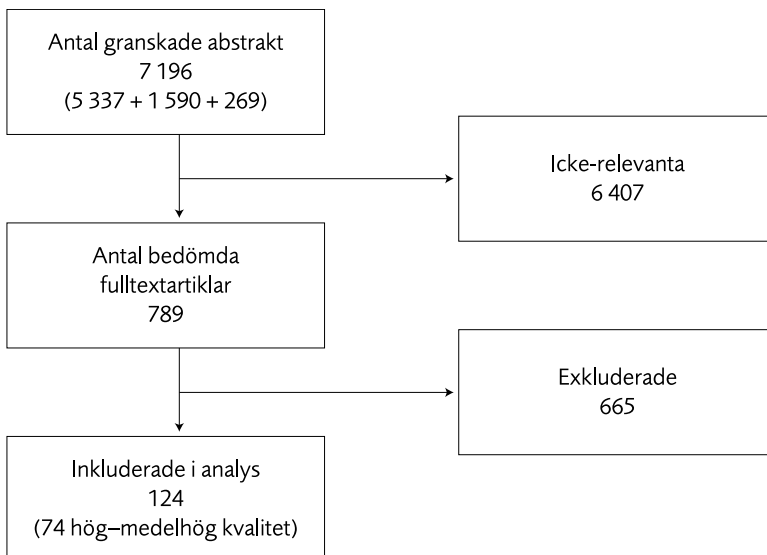 Antal granskade abstrakt
7 196
(5 337 + 1 590 + 269)
Icke-relevanta
6 407
Antal bedömda
fulltextartiklar
789
Exkluderade
665
Inkluderade i analys
124
(74 hög–medelhög kvalitet)